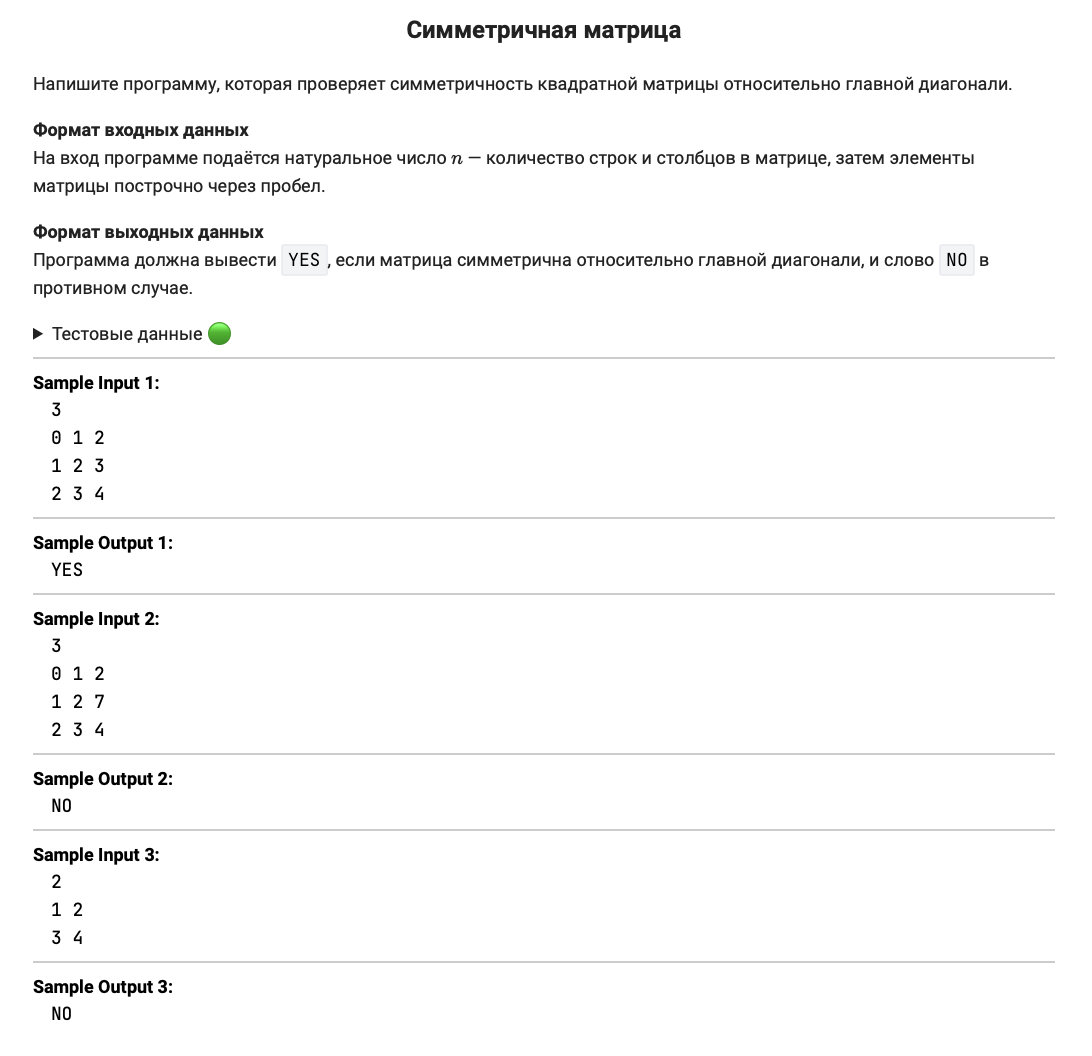 Симметричная матрица
Напишите программу, которая проверяет симметричность квадратной матрицы относительно главной диагонали.
Формат входных данных
На вход программе подаётся натуральное число n — количество строк и столбцов в матрице, затем элементы
матрицы построчно через пробел.
Формат выходных данных
Программа должна вывести YES , если матрица симметрична относительно главной диагонали, и слово NO в
противном случае.
Тестовые данные
Sample Input 1:
3
0 1 2
1 2 3
2 3 4
Sample Output 1:
YES
Sample Input 2:
3
0 1 2
1 2 7
2 3 4
Sample Output 2:
NO
Sample Input 3:
2
1 2
3 4
Sample Output 3:
NO